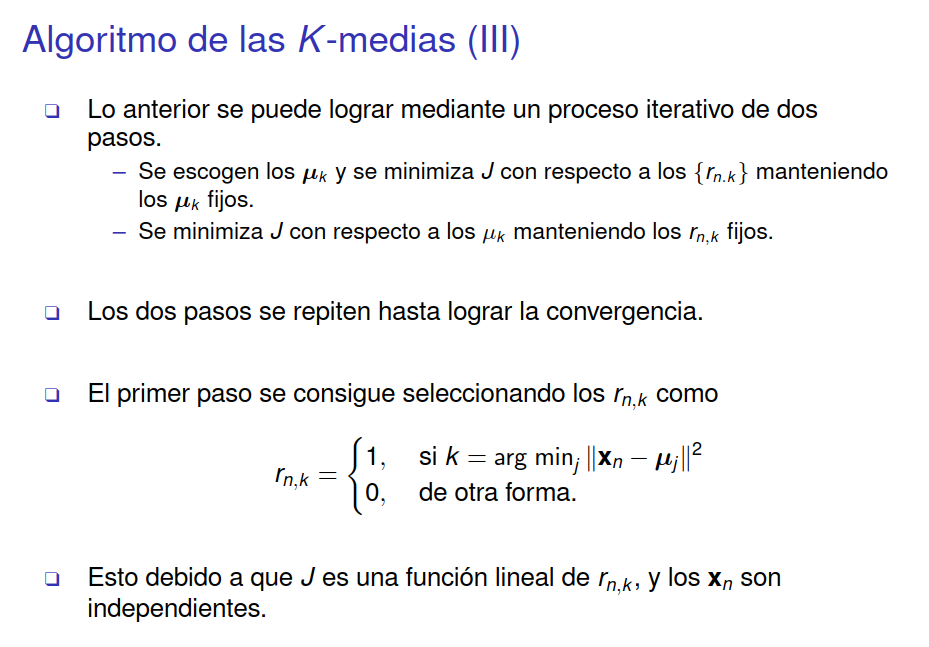 Algoritmo de las K-medias (III)
❑ Lo anterior se puede lograr mediante un proceso iterativo de dos
pasos.
– Se escogen los μk y se minimiza J con respecto a los {rn.k} manteniendo
los μk fijos.
– Se minimiza J con respecto a los μk manteniendo los rn,k fijos.
❑ Los dos pasos se repiten hasta lograr la convergencia.
❑ El primer paso se consigue seleccionando los rn,k como
rn,k = { 1, si k = arg minj ‖xn − μj‖²
0, de otra forma.
❑ Esto debido a que J es una función lineal de rn,k, y los xn son
independientes.